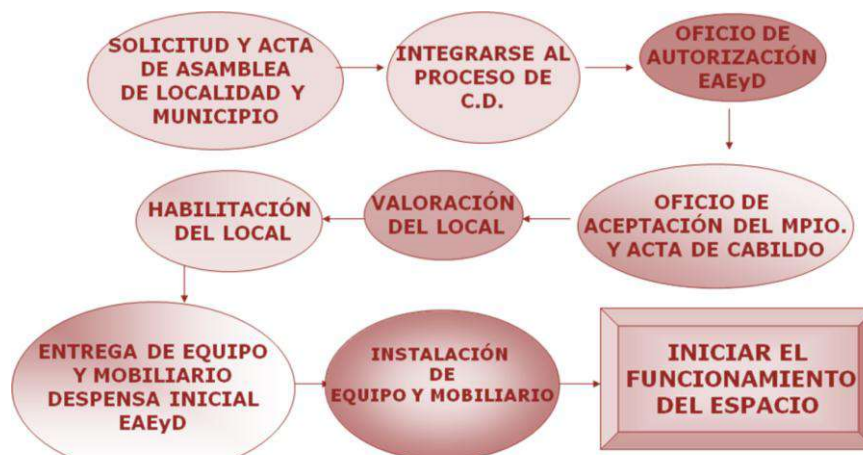 SOLICITUD Y ACTA
DE ASAMBLEA
DE LOCALIDAD Y
MUNICIPIO
INTEGRARSE AL
PROCESO DE
C.D.
OFICIO DE
AUTORIZACIÓN
EAEyD
OFICIO DE
ACEPTACIÓN DEL MPIO.
Y ACTA DE CABILDO
VALORACIÓN
DEL LOCAL
HABILITACIÓN
DEL LOCAL
ENTREGA DE EQUIPO
Y MOBILIARIO
DESPENSA INICIAL
EAEyD
INSTALACIÓN
DE
EQUIPO Y MOBILIARIO
INICIAR EL
FUNCIONAMIENTO
DEL ESPACIO